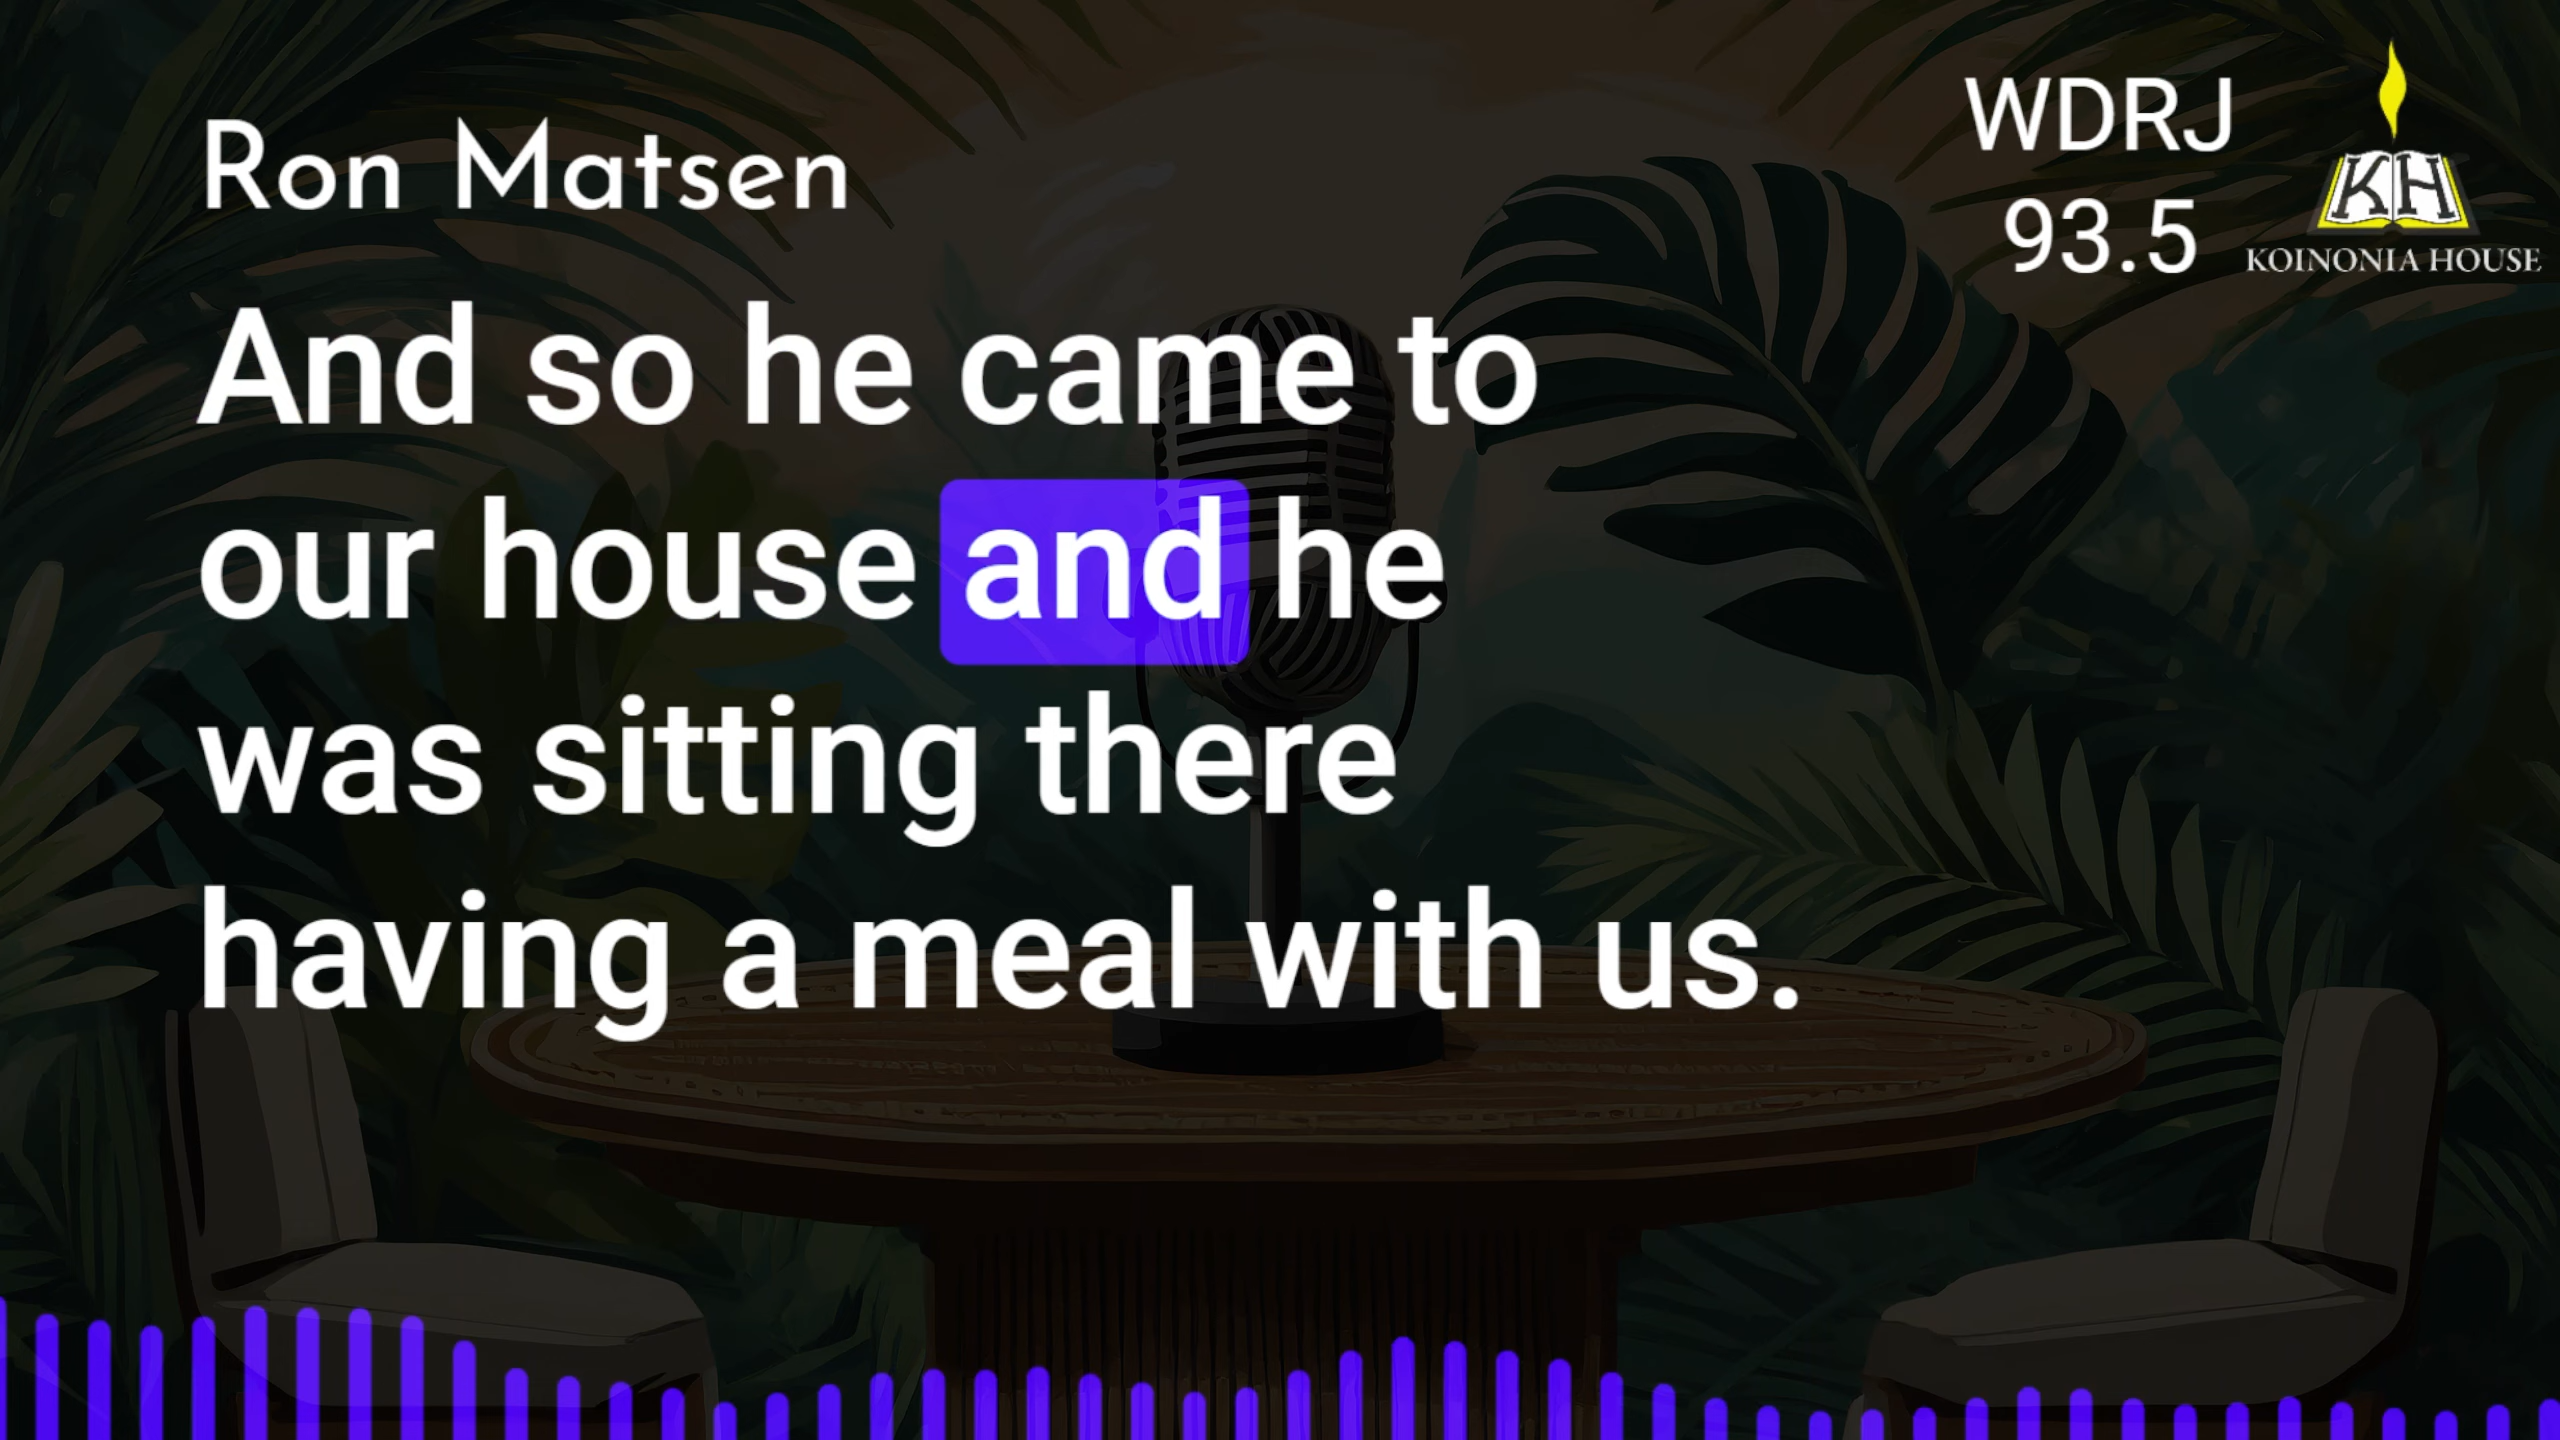 Ron Matsen
WDRJ
93.5
KH
KOINONIA HOUSE
And so he came to
our house and he
was sitting there
having a meal with us.